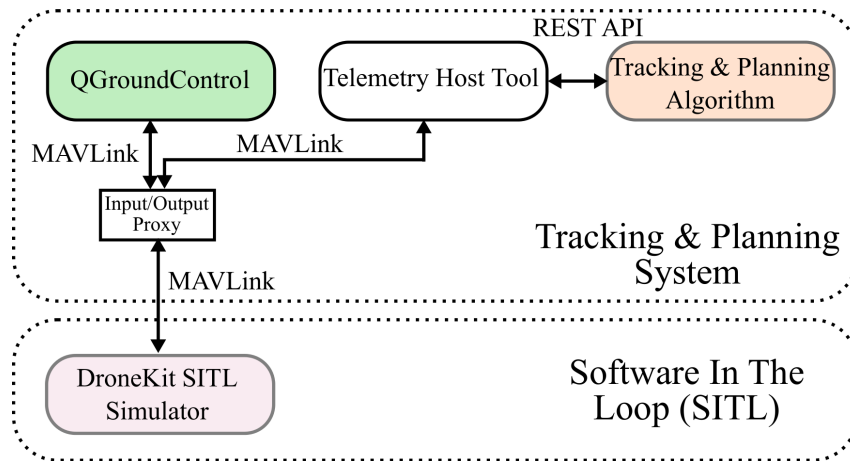 REST API
QGroundControl
Telemetry Host Tool
Tracking & Planning
Algorithm
MAVLink
MAVLink
Input/Output
Proxy
Tracking & Planning
System
MAVLink
DroneKit SITL
Simulator
Software In The
Loop (SITL)